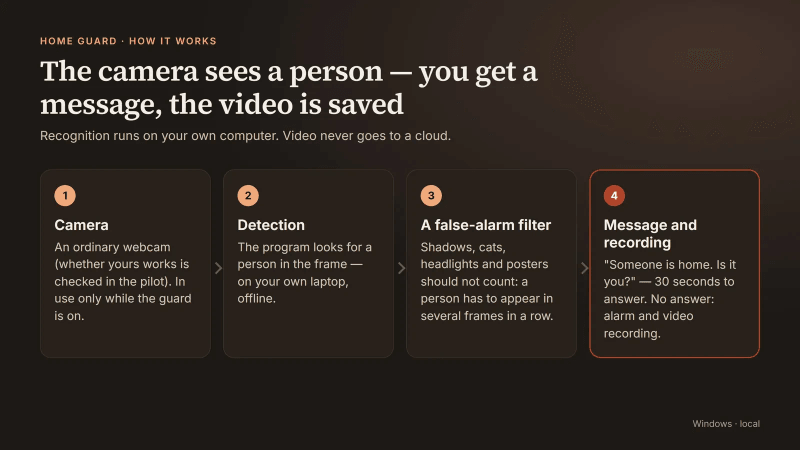 HOME GUARD · HOW IT WORKS
The camera sees a person — you get a
message, the video is saved
Recognition runs on your own computer. Video never goes to a cloud.
1
Camera
An ordinary webcam
(whether yours works is
checked in the pilot). In
use only while the guard
is on.
2
Detection
The program looks for a
person in the frame —
on your own laptop,
offline.
3
A false-alarm filter
Shadows, cats,
headlights and posters
should not count: a
person has to appear in
several frames in a row.
4
Message and
recording
"Someone is home. Is it
you?" — 30 seconds to
answer. No answer:
alarm and video
recording.
Windows · local